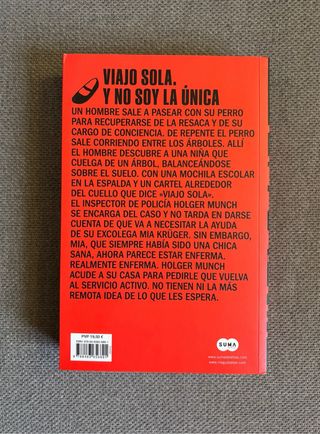 VIAJO SOLA.
Y NO SOY LA ÚNICA
UN HOMBRE SALE A PASEAR CON SU PERRO
PARA RECUPERARSE DE LA RESACA Y DE SU
CARGO DE CONCIENCIA. DE REPENTE EL PERRO
SALE CORRIENDO ENTRE LOS ÁRBOLES. ALLÍ
EL HOMBRE DESCUBRE A UNA NIÑA QUE
CUELGA DE UN ÁRBOL, BALANCEÁNDOSE
SOBRE EL SUELO. CON UNA MOCHILA ESCOLAR
EN LA ESPALDA Y UN CARTEL ALREDEDOR
DEL CUELLO QUE DICE «VIAJO SOLA».
EL INSPECTOR DE POLICÍA HOLGER MUNCH
SE ENCARGA DEL CASO Y NO TARDA EN DARSE
CUENTA DE QUE VA A NECESITAR LA AYUDA
DE SU EXCOLEGA MIA KRÜGER. SIN EMBARGO,
MIA, QUE SIEMPRE HABÍA SIDO UNA CHICA
SANA, AHORA PARECE ESTAR ENFERMA.
REALMENTE ENFERMA. HOLGER MUNCH
ACUDE A SU CASA PARA PEDIRLE QUE VUELVA
AL SERVICIO ACTIVO. NO TIENEN NI LA MÁS
REMOTA IDEA DE LO QUE LES ESPERA.
SUMA